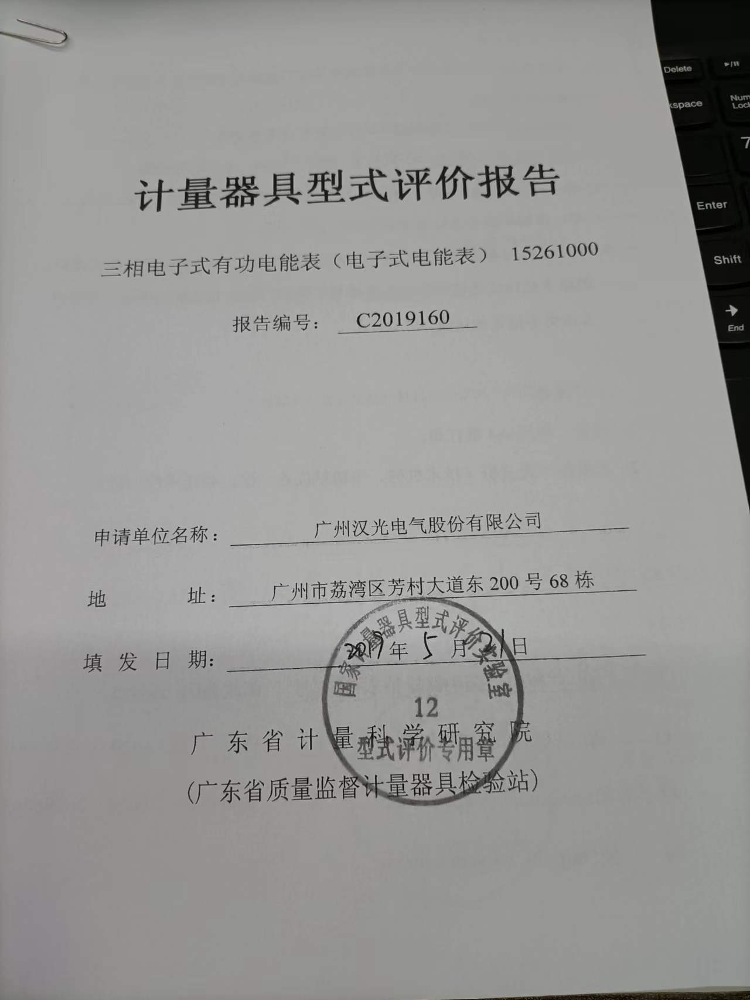 计量器具型式评价报告
三相电子式有功电能表（电子式电能表） 15261000
报告编号： C2019160
申请单位名称： 广州汉光电气股份有限公司
地 址： 广州市荔湾区芳村大道东 200 号 68 栋
填 发 日 期： 2019 年 5 月 21 日
国家计量器具型式评价实验室
12
型式评价专用章
广东省计量科学研究院
(广东省质量监督计量器具检验站)
Delete
kspace
Num
Loc
7
Enter
Shift
End